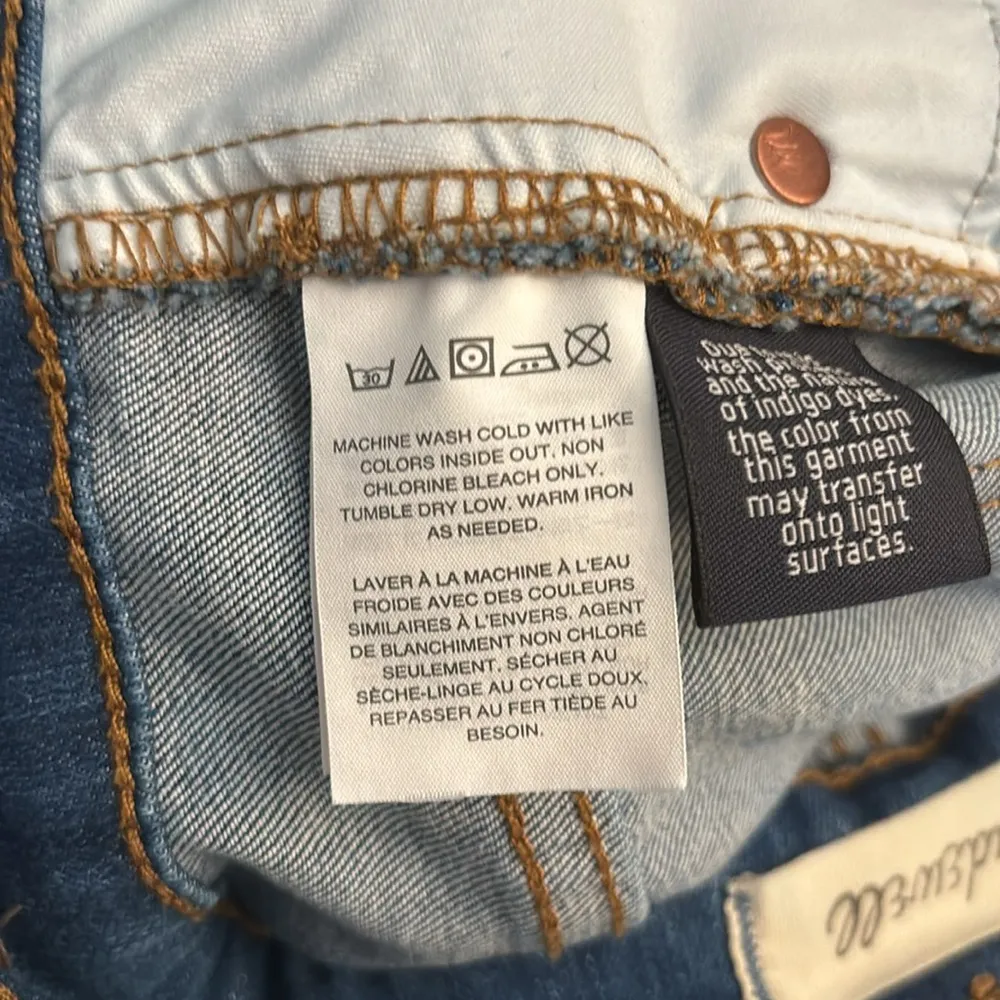 30
MACHINE WASH COLD WITH LIKE
COLORS INSIDE OUT. NON
CHLORINE BLEACH ONLY.
TUMBLE DRY LOW. WARM IRON
AS NEEDED.
LAVER À LA MACHINE À L'EAU
FROIDE AVEC DES COULEURS
SIMILAIRES À L'ENVERS. AGENT
DE BLANCHIMENT NON CHLORÉ
SEULEMENT. SÉCHER AU
SÈCHE-LINGE AU CYCLE DOUX.
REPASSER AU FER TIÈDE AU
BESOIN.
wash
and the nature
of indigo dyes,
the color from
this garment
may transfer
onto light
surfaces.